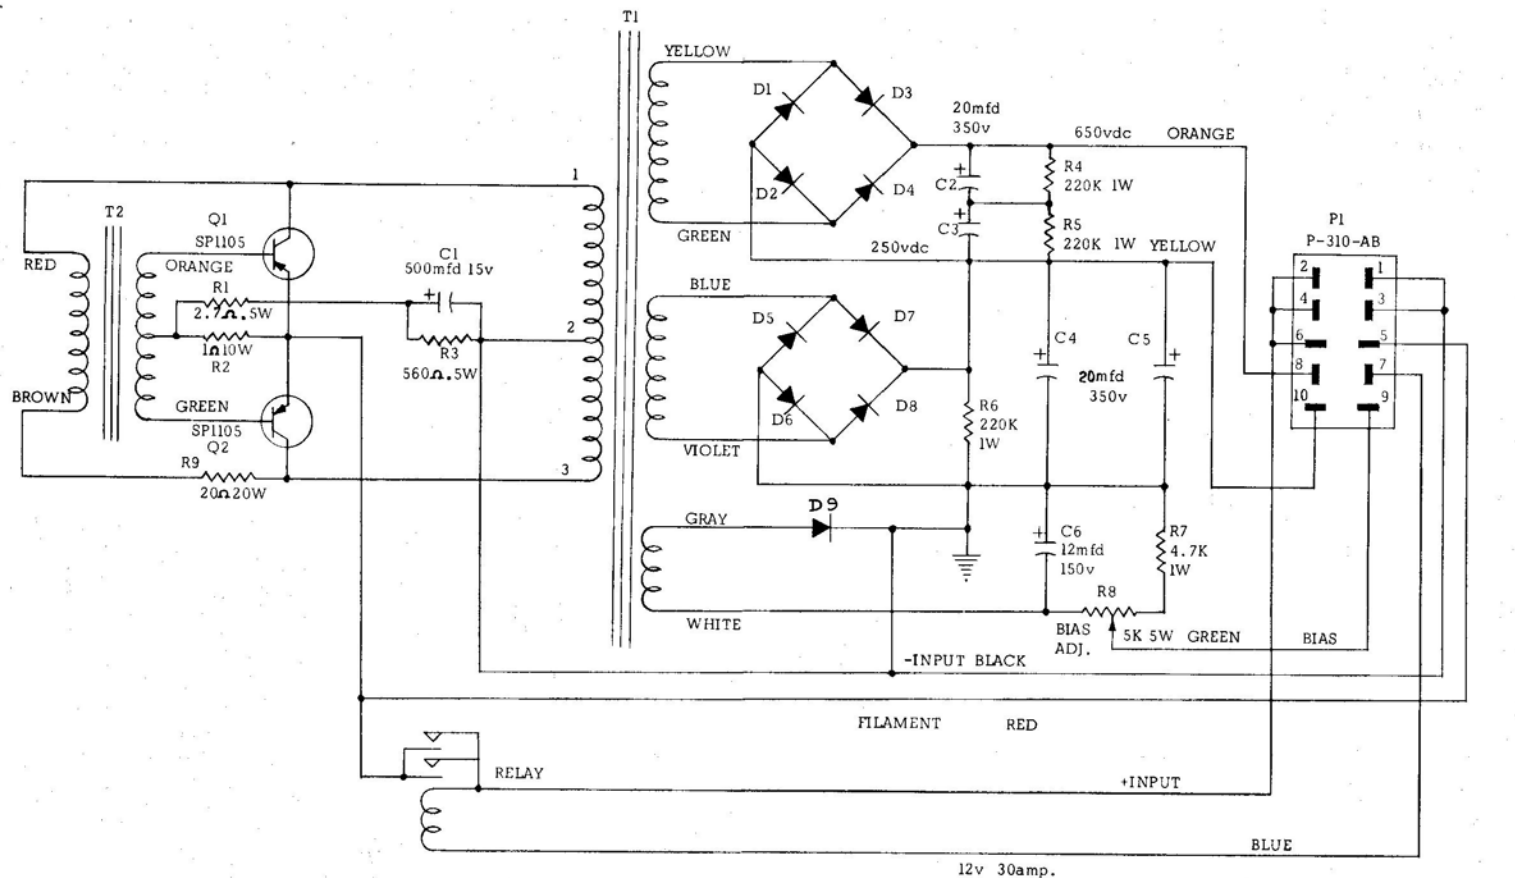 T1
YELLOW
D1
D3
20mfd
350v
650vdc ORANGE
C2
R4
220K 1W
D2
D4
GREEN
C3
R5
220K 1W
250vdc
YELLOW
P1
P-310-AB
2 1
4 3
6 5
8 7
10 9
1
2
3
T2
Q1
SP1105
ORANGE
RED
R1
2.7Ω.5W
1Ω10W
R2
C1
500mfd 15v
R3
560Ω.5W
BROWN
GREEN
SP1105
Q2
R9
20Ω20W
BLUE
D5
D7
D6
D8
VIOLET
C4
C5
20mfd
350v
R6
220K
1W
GRAY
D9
C6
12mfd
150v
R7
4.7K
1W
WHITE
R8
BIAS
ADJ.
5K 5W GREEN
BIAS
-INPUT BLACK
FILAMENT RED
RELAY
+INPUT
BLUE
12v 30amp.